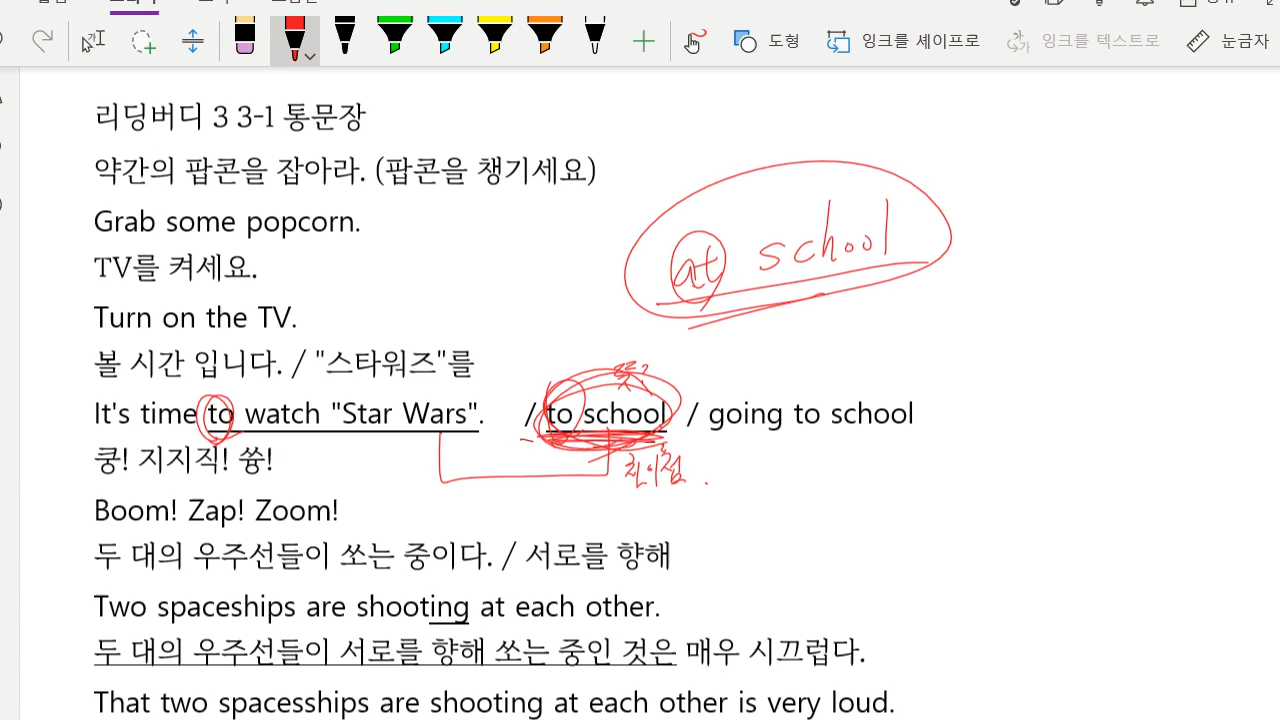 도형 잉크를 셰이프로 잉크를 텍스트로 눈금자
리딩버디 3 3-1 통문장
약간의 팝콘을 잡아라. (팝콘을 챙기세요)
Grab some popcorn.
at school
TV를 켜세요.
Turn on the TV.
볼 시간 입니다. / "스타워즈"를
뜻?
It's time to watch "Star Wars". / to school / going to school
쿵! 지지직! 쓩!
차이점.
Boom! Zap! Zoom!
두 대의 우주선들이 쏘는 중이다. / 서로를 향해
Two spaceships are shooting at each other.
두 대의 우주선들이 서로를 향해 쏘는 중인 것은 매우 시끄럽다.
That two spacesships are shooting at each other is very loud.